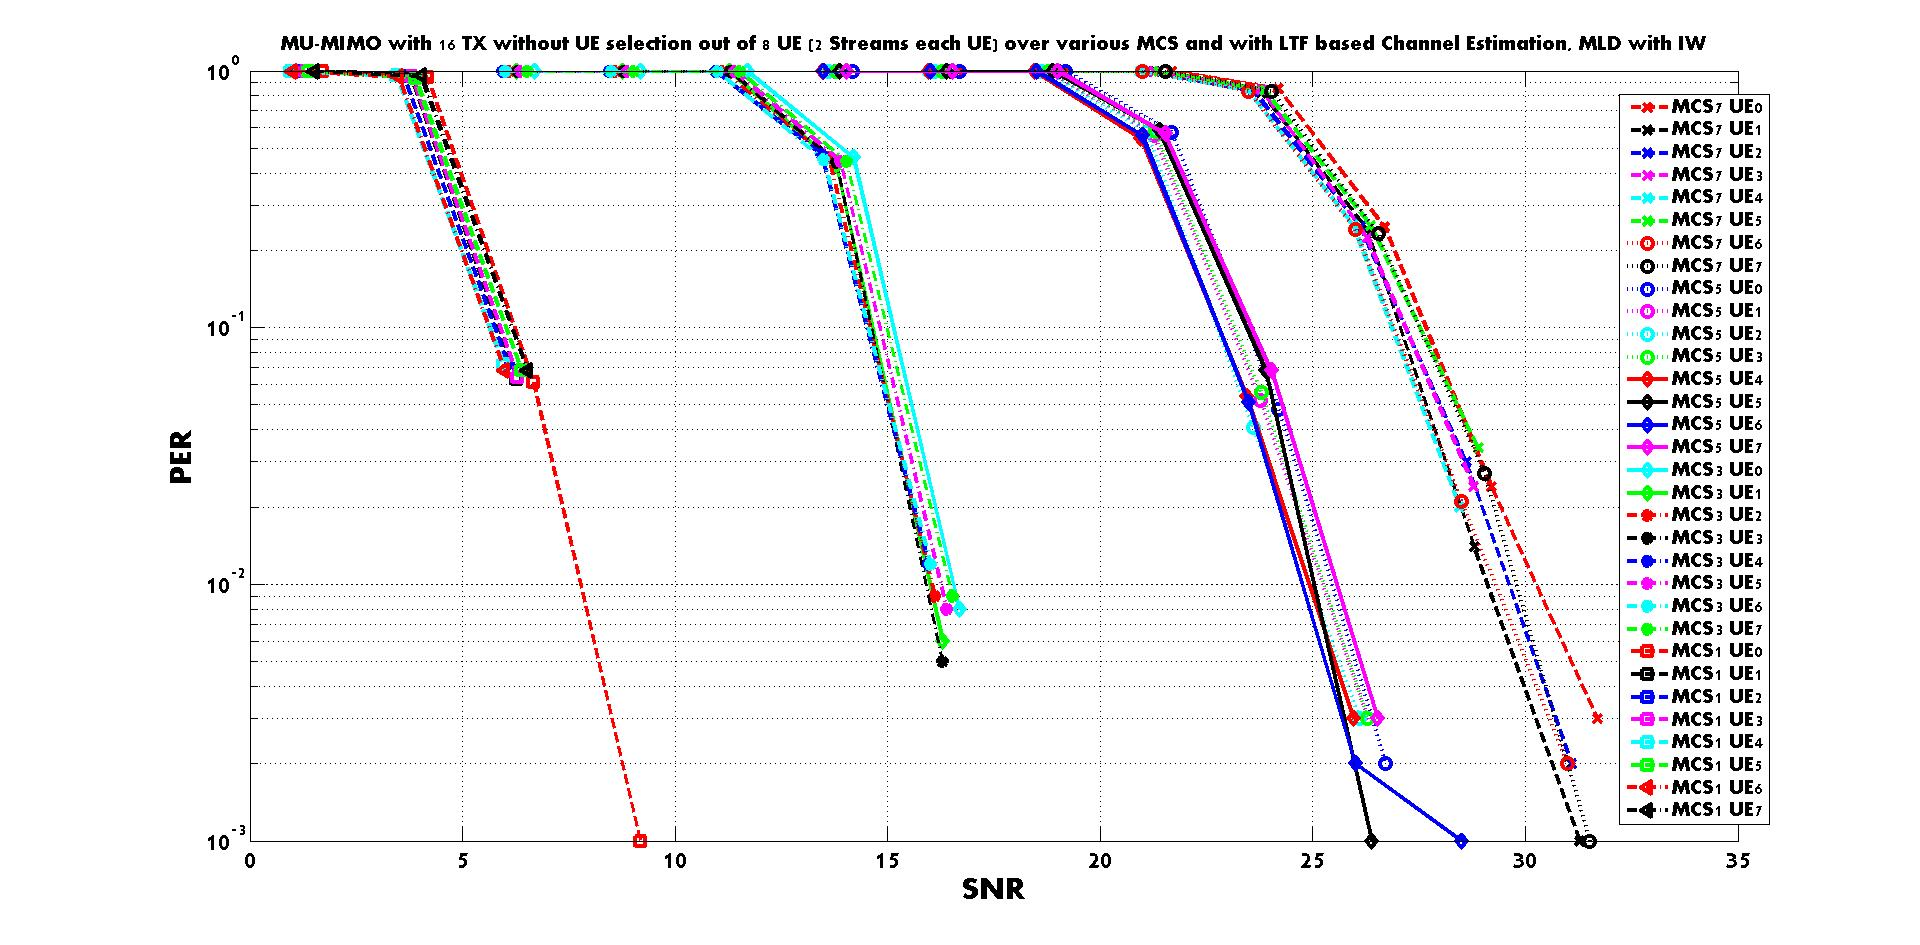 MU-MIMO with 16 TX without UE selection out of 8 UE (2 Streams each UE) over various MCS and with LTF based Channel Estimation, MLD with IW
10^0
10^-1
10^-2
10^-3
PER
0 5 10 15 20 25 30 35
SNR
MCS7 UE0
MCS7 UE1
MCS7 UE2
MCS7 UE3
MCS7 UE4
MCS7 UE5
MCS7 UE6
MCS7 UE7
MCS5 UE0
MCS5 UE1
MCS5 UE2
MCS5 UE3
MCS5 UE4
MCS5 UE5
MCS5 UE6
MCS5 UE7
MCS3 UE0
MCS3 UE1
MCS3 UE2
MCS3 UE3
MCS3 UE4
MCS3 UE5
MCS3 UE6
MCS3 UE7
MCS1 UE0
MCS1 UE1
MCS1 UE2
MCS1 UE3
MCS1 UE4
MCS1 UE5
MCS1 UE6
MCS1 UE7